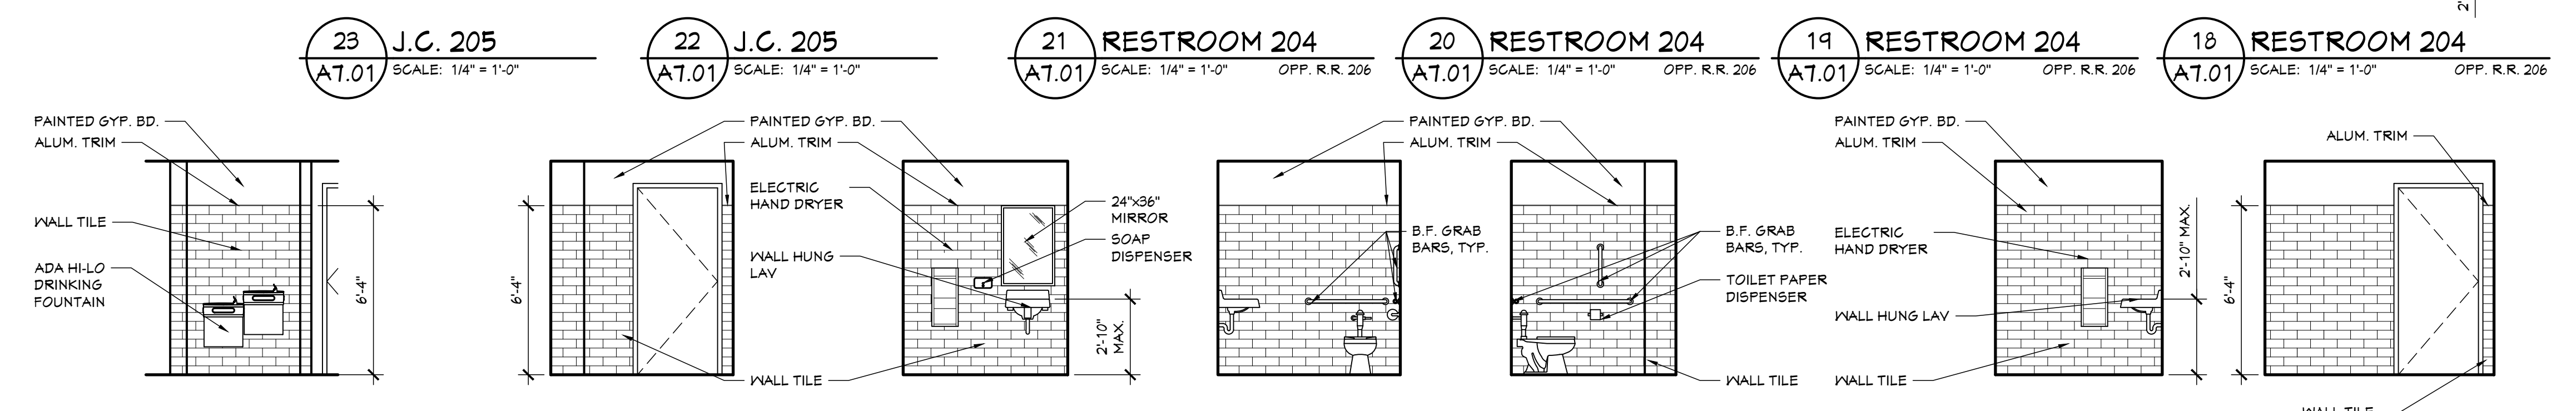 2'
23 J.C. 205
A7.01 SCALE: 1/4" = 1'-0"
22 J.C. 205
A7.01 SCALE: 1/4" = 1'-0"
21 RESTROOM 204
A7.01 SCALE: 1/4" = 1'-0" OPP. R.R. 206
20 RESTROOM 204
A7.01 SCALE: 1/4" = 1'-0" OPP. R.R. 206
19 RESTROOM 204
A7.01 SCALE: 1/4" = 1'-0" OPP. R.R. 206
18 RESTROOM 204
A7.01 SCALE: 1/4" = 1'-0" OPP. R.R. 206
PAINTED GYP. BD.
ALUM. TRIM
WALL TILE
ADA HI-LO
DRINKING
FOUNTAIN
6'-4"
6'-4"
PAINTED GYP. BD.
ALUM. TRIM
ELECTRIC
HAND DRYER
WALL HUNG
LAV
WALL TILE
24"x36"
MIRROR
SOAP
DISPENSER
2'-10"
MAX.
PAINTED GYP. BD.
ALUM. TRIM
B.F. GRAB
BARS, TYP.
B.F. GRAB
BARS, TYP.
TOILET PAPER
DISPENSER
WALL TILE
PAINTED GYP. BD.
ALUM. TRIM
ELECTRIC
HAND DRYER
WALL HUNG LAV
WALL TILE
2'-10" MAX.
6'-4"
ALUM. TRIM
WALL TILE